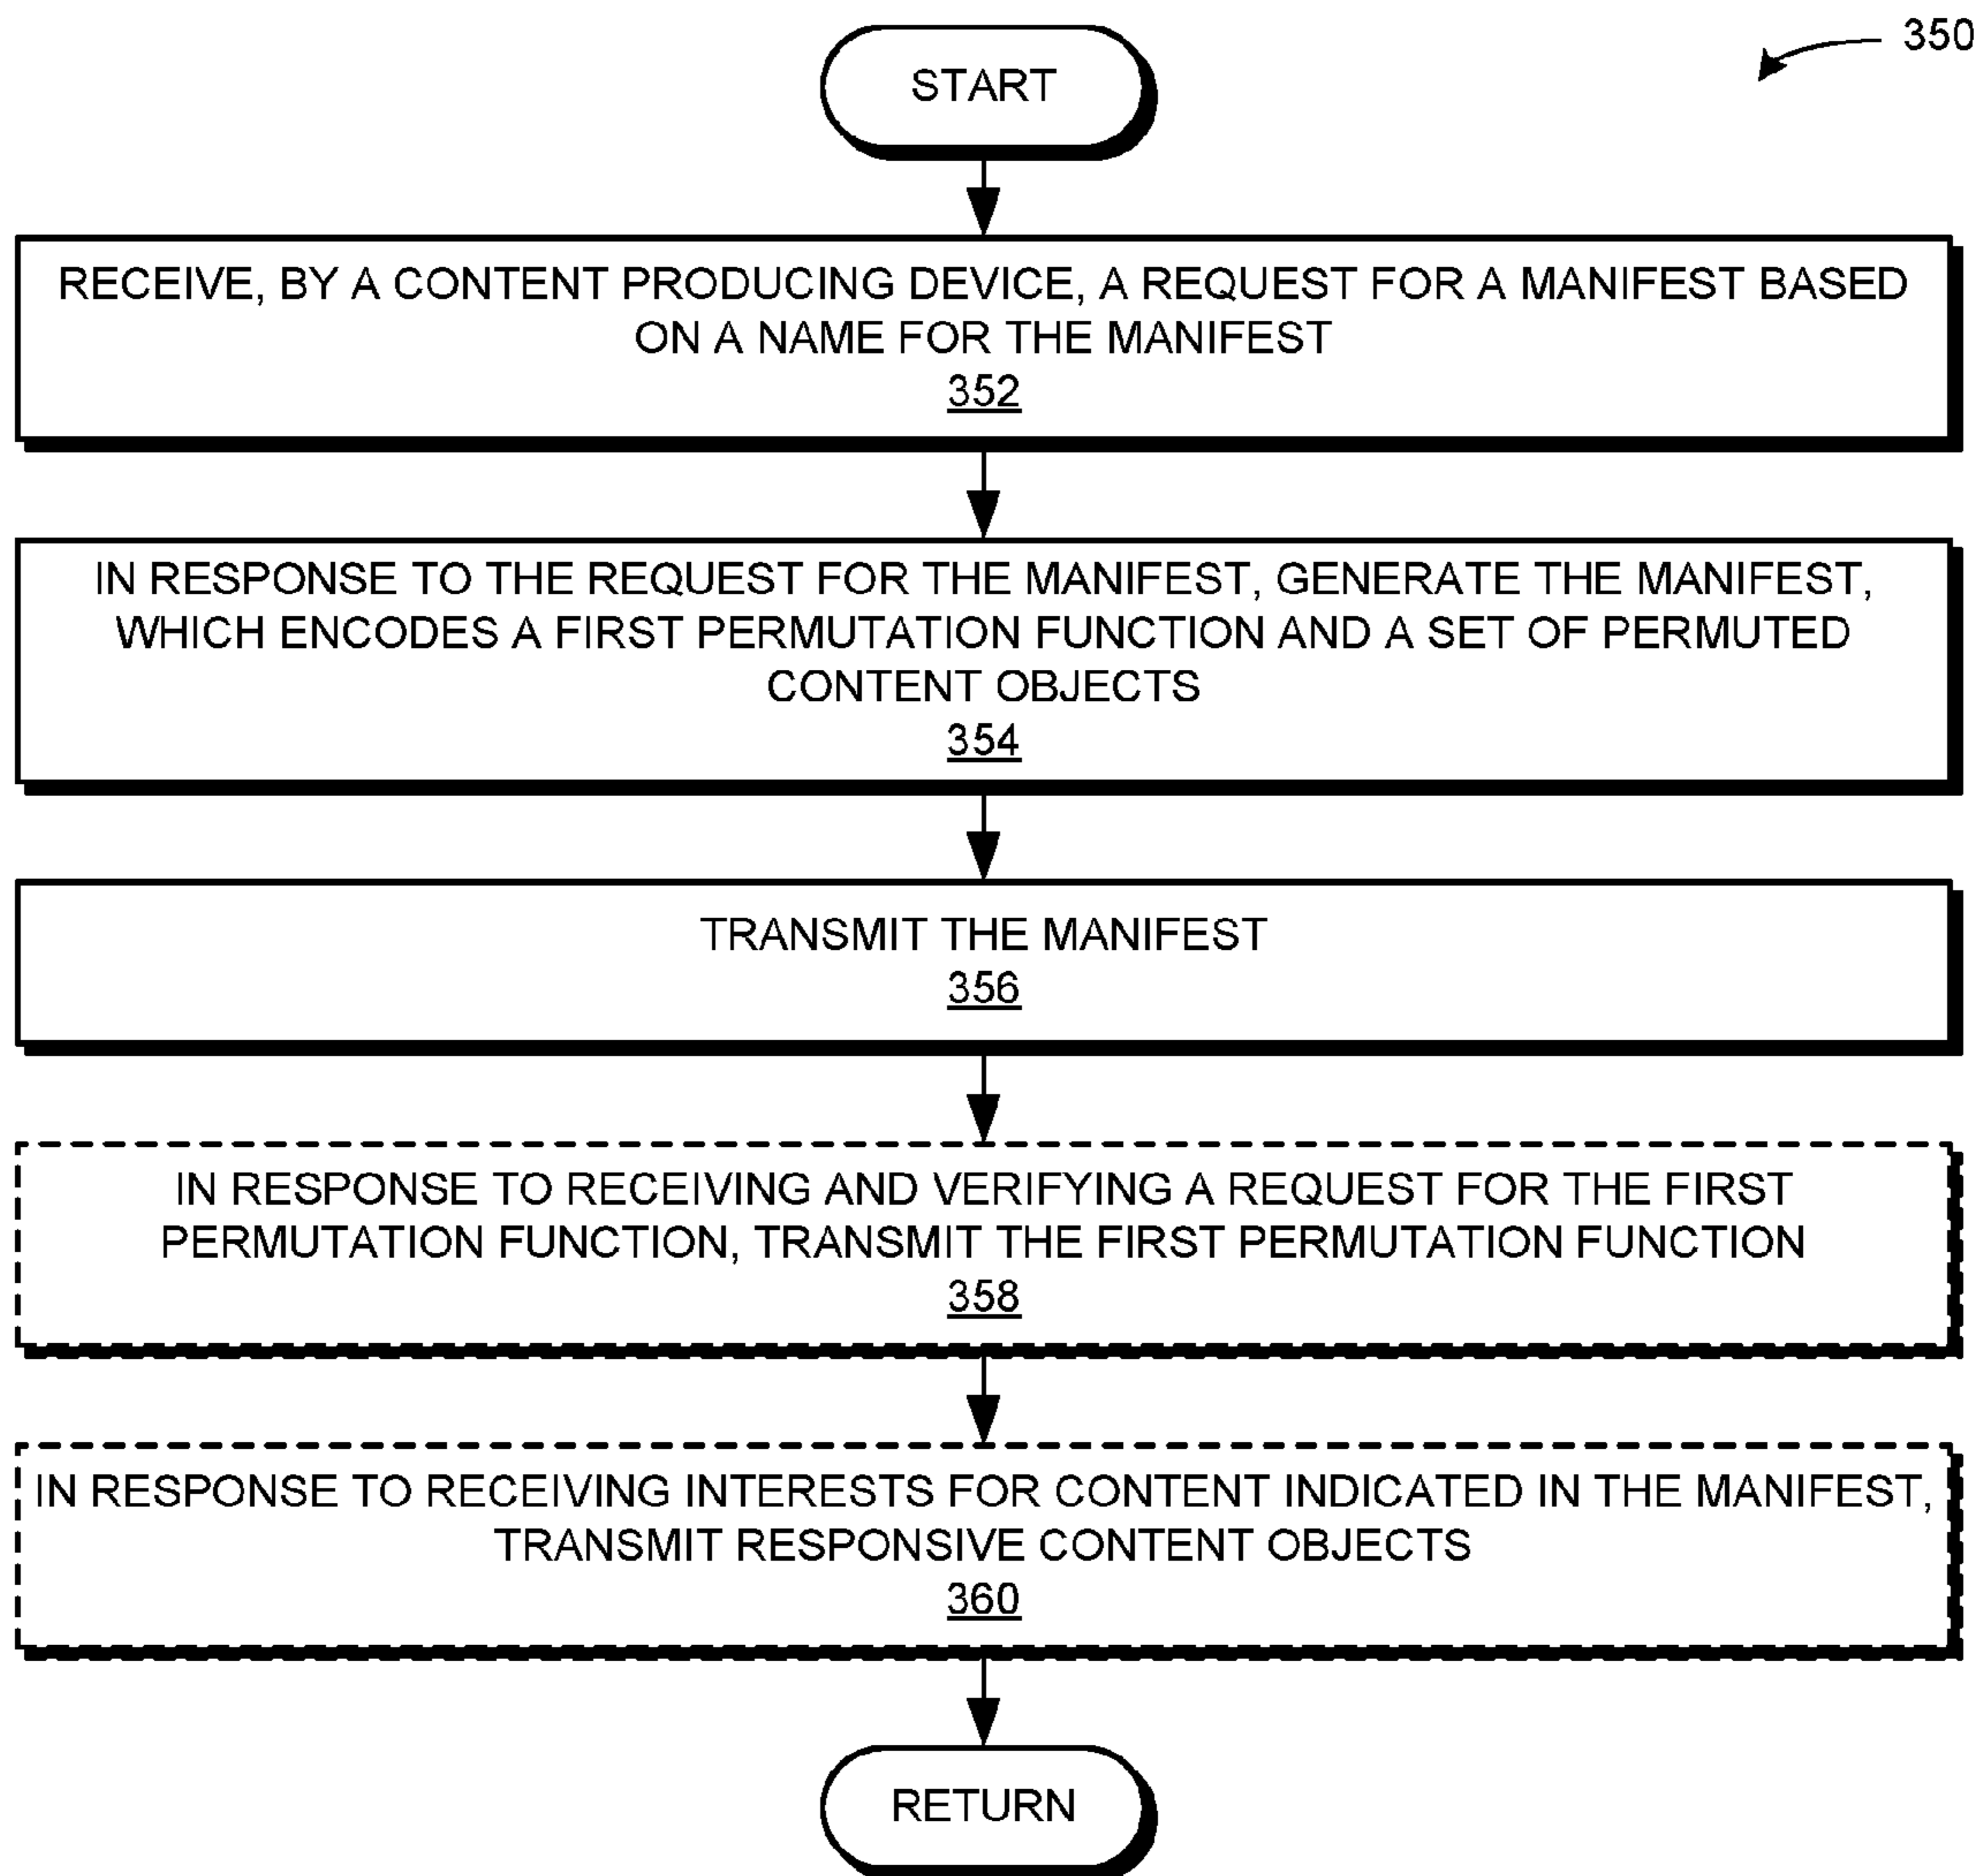 350
START
RECEIVE, BY A CONTENT PRODUCING DEVICE, A REQUEST FOR A MANIFEST BASED
ON A NAME FOR THE MANIFEST
352
IN RESPONSE TO THE REQUEST FOR THE MANIFEST, GENERATE THE MANIFEST,
WHICH ENCODES A FIRST PERMUTATION FUNCTION AND A SET OF PERMUTED
CONTENT OBJECTS
354
TRANSMIT THE MANIFEST
356
IN RESPONSE TO RECEIVING AND VERIFYING A REQUEST FOR THE FIRST
PERMUTATION FUNCTION, TRANSMIT THE FIRST PERMUTATION FUNCTION
358
IN RESPONSE TO RECEIVING INTERESTS FOR CONTENT INDICATED IN THE MANIFEST,
TRANSMIT RESPONSIVE CONTENT OBJECTS
360
RETURN